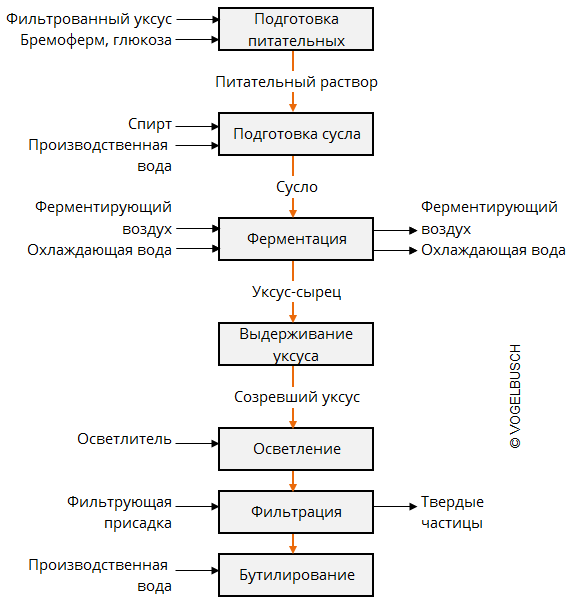 Фильтрованный уксус
Бремоферм, глюкоза
Подготовка
питательных
Питательный раствор
Спирт
Производственная
вода
Подготовка сусла
Сусло
Ферментирующий
воздух
Охлаждающая вода
Ферментация
Ферментирующий
воздух
Охлаждающая вода
Уксус-сырец
Выдерживание
уксуса
Созревший уксус
© VOGELBUSCH
Осветлитель
Осветление
Фильтрующая
присадка
Фильтрация
Твердые
частицы
Производственная
вода
Бутилирование